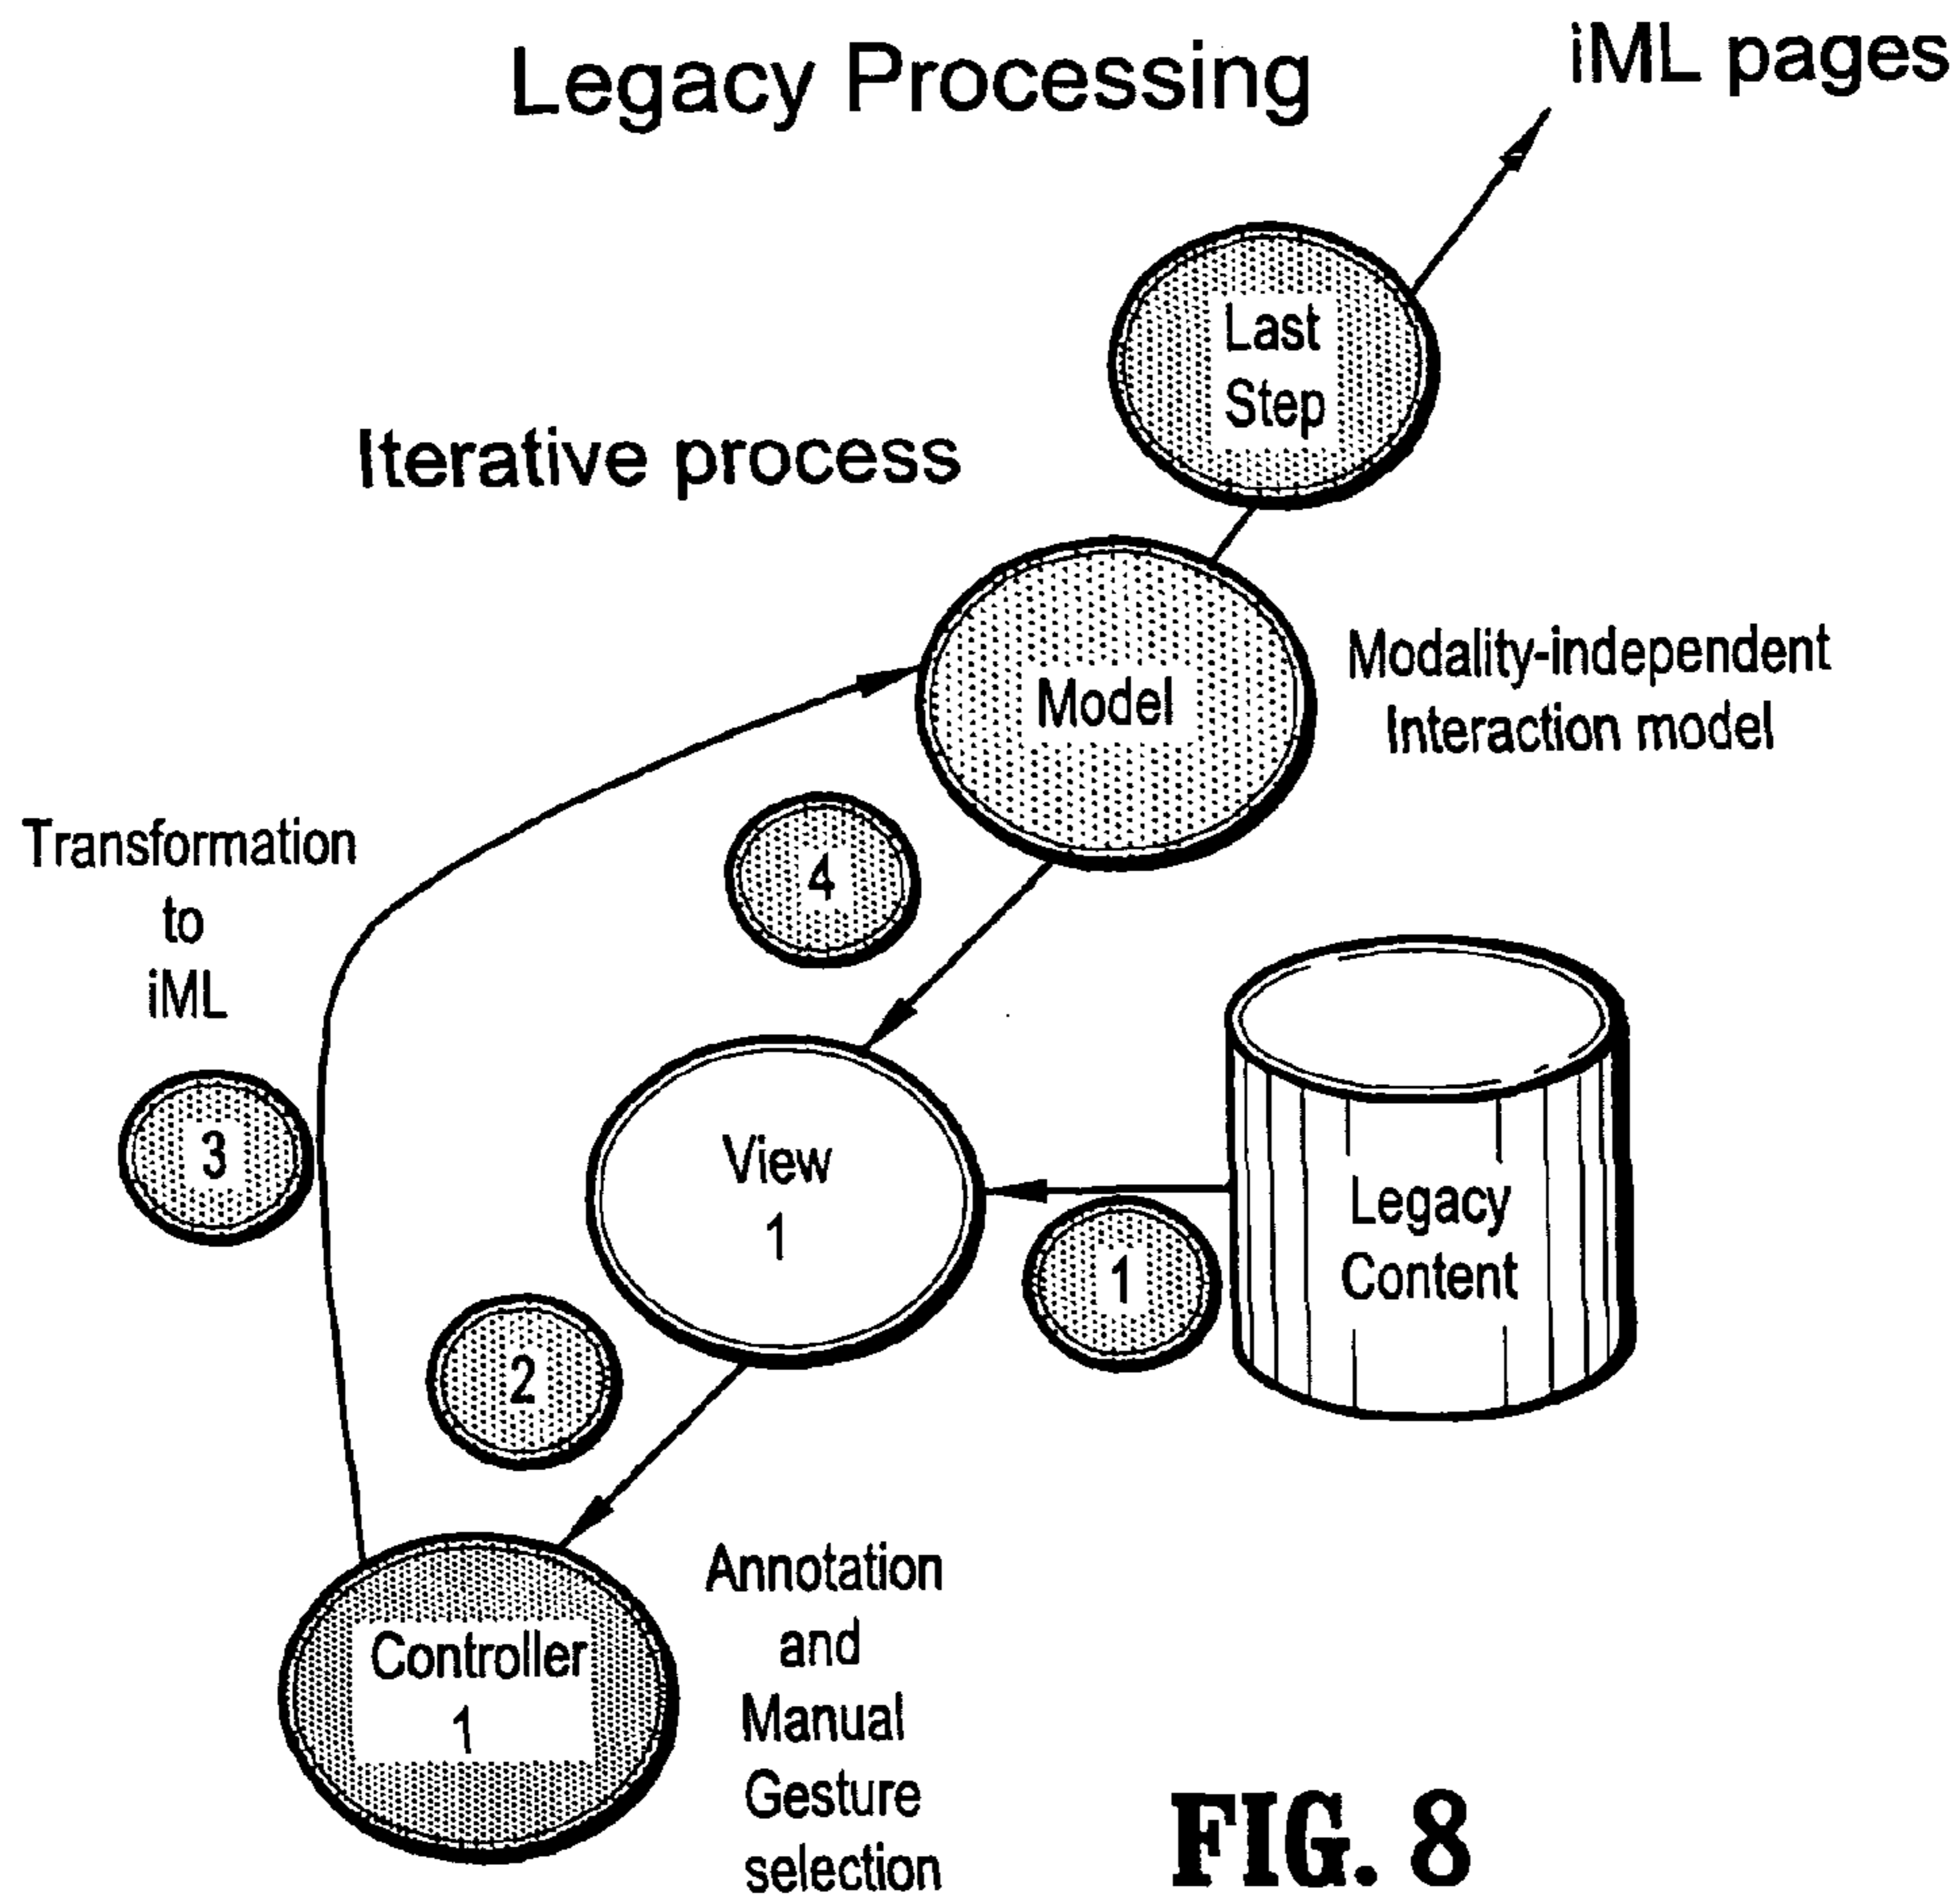 Legacy Processing
iML pages
Last
Step
Iterative process
Model
Modality-independent
Interaction model
Transformation
to
iML
4
3
View
1
1
Legacy
Content
2
Controller
1
Annotation
and
Manual
Gesture
selection
FIG. 8